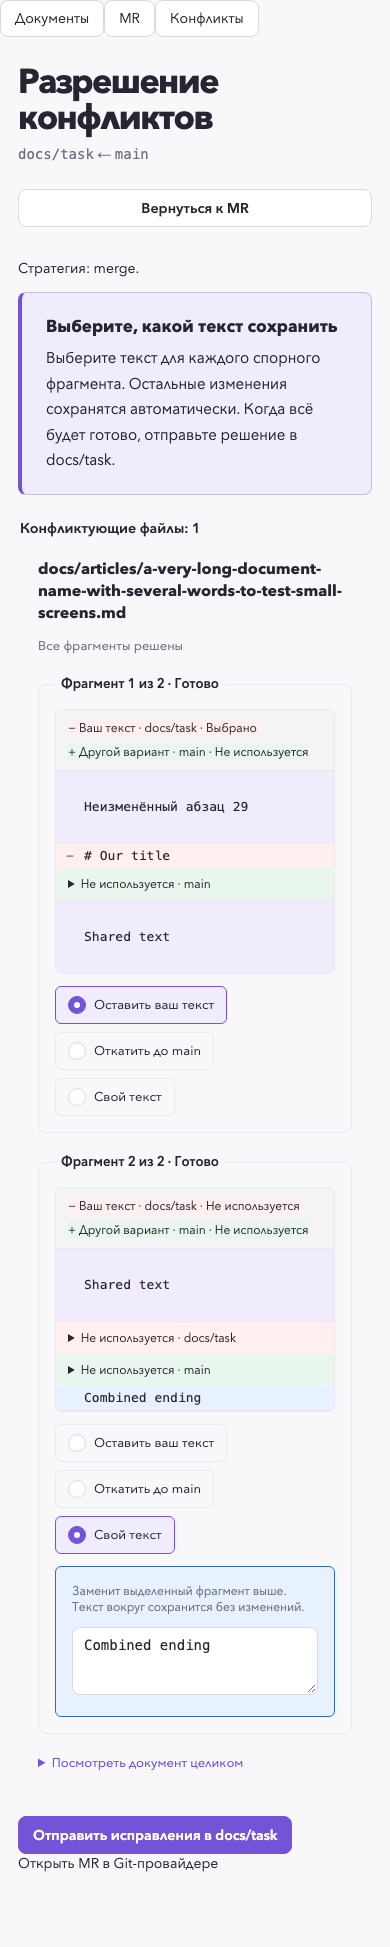 Документы MR Конфликты
Разрешение
конфликтов
docs/task ← main
Вернуться к MR
Стратегия: merge.
Выберите, какой текст сохранить
Выберите текст для каждого спорного
фрагмента. Остальные изменения
сохранятся автоматически. Когда всё
будет готово, отправьте решение в
docs/task.
Конфликтующие файлы: 1
docs/articles/a-very-long-document-
name-with-several-words-to-test-small-
screens.md
Все фрагменты решены
Фрагмент 1 из 2 · Готово
− Ваш текст · docs/task · Выбрано
+ Другой вариант · main · Не используется
Неизменённый абзац 29
− # Our title
▶ Не используется · main
Shared text
Оставить ваш текст
Откатить до main
Свой текст
Фрагмент 2 из 2 · Готово
− Ваш текст · docs/task · Не используется
+ Другой вариант · main · Не используется
Shared text
▶ Не используется · docs/task
▶ Не используется · main
Combined ending
Оставить ваш текст
Откатить до main
Свой текст
Заменит выделенный фрагмент выше.
Текст вокруг сохранится без изменений.
Combined ending
▶ Посмотреть документ целиком
Отправить исправления в docs/task
Открыть MR в Git-провайдере